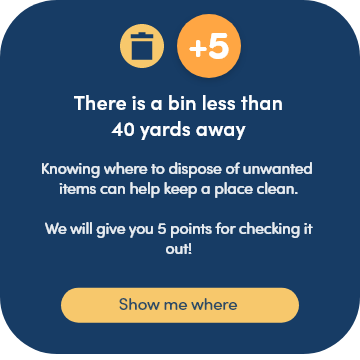 +5
There is a bin less than
40 yards away
Knowing where to dispose of unwanted
items can help keep a place clean.
We will give you 5 points for checking it
out!
Show me where